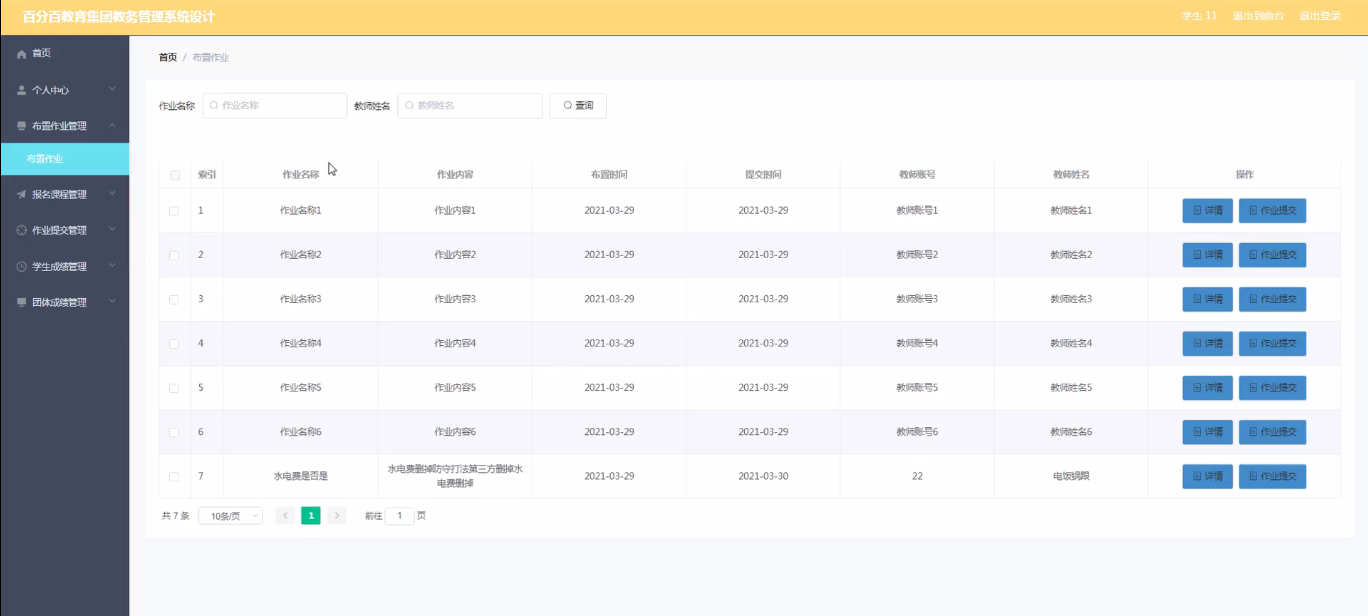 百分百教育集团教务管理系统设计
学生 11 退出到前台 退出登录
首页
个人中心
布置作业管理
布置作业
报名课程管理
作业提交管理
学生成绩管理
团体成绩管理
首页 / 布置作业
作业名称 作业名称 教师姓名 教师姓名 查询
索引 作业名称 作业内容 布置时间 提交时间 教师账号 教师姓名 操作
1 作业名称1 作业内容1 2021-03-29 2021-03-29 教师账号1 教师姓名1 详情 作业提交
2 作业名称2 作业内容2 2021-03-29 2021-03-29 教师账号2 教师姓名2 详情 作业提交
3 作业名称3 作业内容3 2021-03-29 2021-03-29 教师账号3 教师姓名3 详情 作业提交
4 作业名称4 作业内容4 2021-03-29 2021-03-29 教师账号4 教师姓名4 详情 作业提交
5 作业名称5 作业内容5 2021-03-29 2021-03-29 教师账号5 教师姓名5 详情 作业提交
6 作业名称6 作业内容6 2021-03-29 2021-03-29 教师账号6 教师姓名6 详情 作业提交
7 水电费是否是 水电费删掉防守打法第三方删掉水电费删掉 2021-03-29 2021-03-30 22 电饭锅跟 详情 作业提交
共 7 条 10条/页 1 前往 1 页